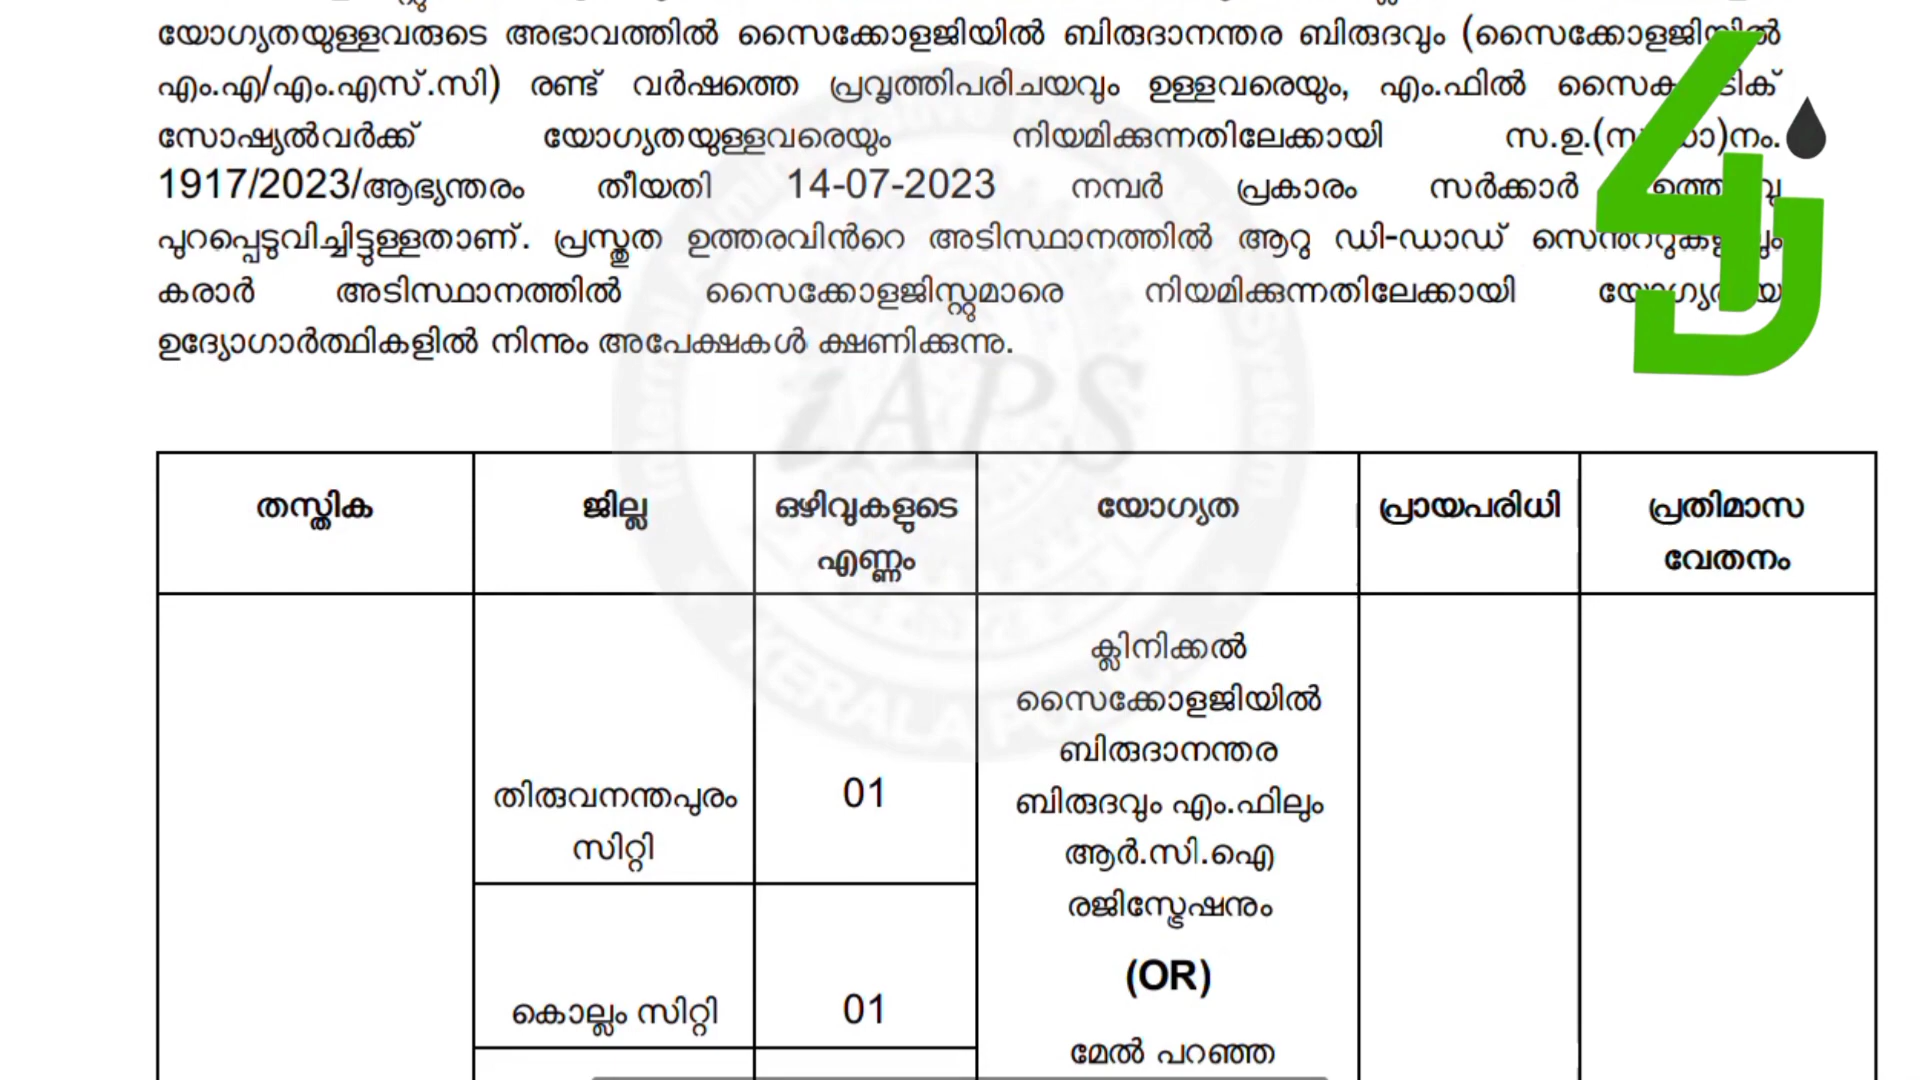 യോഗ്യതയുള്ളവരുടെ അഭാവത്തിൽ സൈക്കോളജിയിൽ ബിരുദാനന്തര ബിരുദവും (സൈക്കോളജിയിൽ
എം.എ/എം.എസ്.സി) രണ്ട് വർഷത്തെ പ്രവൃത്തിപരിചയവും ഉള്ളവരെയും, എം.ഫിൽ
സോഷ്യൽവർക്ക് യോഗ്യതയുള്ളവരെയും നിയമിക്കുന്നതിലേക്കായി
1917/2023/ആഭ്യന്തരം തീയതി 14-07-2023 നമ്പർ പ്രകാരം സർക്കാർ
പുറപ്പെടുവിച്ചിട്ടുള്ളതാണ്. പ്രസ്തുത ഉത്തരവിൻറെ അടിസ്ഥാനത്തിൽ ആറു ഡി-ഡാഡ്
കരാർ അടിസ്ഥാനത്തിൽ സൈക്കോളജിസ്റ്റുമാരെ നിയമിക്കുന്നതിലേക്കായി
ഉദ്യോഗാർത്ഥികളിൽ നിന്നും അപേക്ഷകൾ ക്ഷണിക്കുന്നു.
iAPS
KERALA
4U
തസ്തിക ജില്ല ഒഴിവുകളുടെ യോഗ്യത പ്രായപരിധി പ്രതിമാസ
എണ്ണം വേതനം
ക്ലിനിക്കൽ
സൈക്കോളജിയിൽ
ബിരുദാനന്തര
തിരുവനന്തപുരം 01 ബിരുദവും എം.ഫിലും
സിറ്റി ആർ.സി.ഐ
രജിസ്ട്രേഷനും
(OR)
കൊല്ലം സിറ്റി 01
മേൽ പറഞ്ഞ